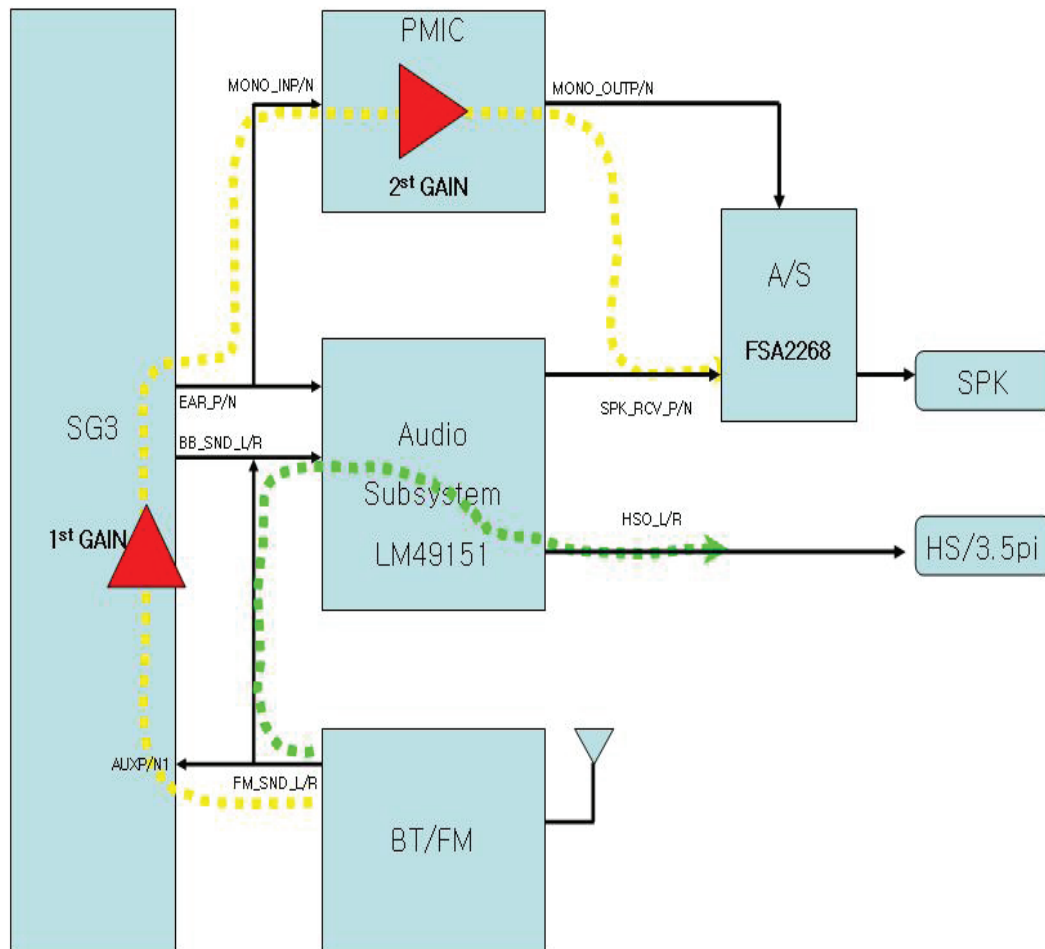 PMIC
MONO_INP/N
MONO_OUTP/N
2st GAIN
A/S
FSA2268
EAR_P/N
SPK_RCV_P/N
SPK
SG3
BB_SND_L/R
Audio
Subsystem
LM49151
HSO_L/R
HS/3.5pi
1st GAIN
AUXP/N1
FM_SND_L/R
BT/FM